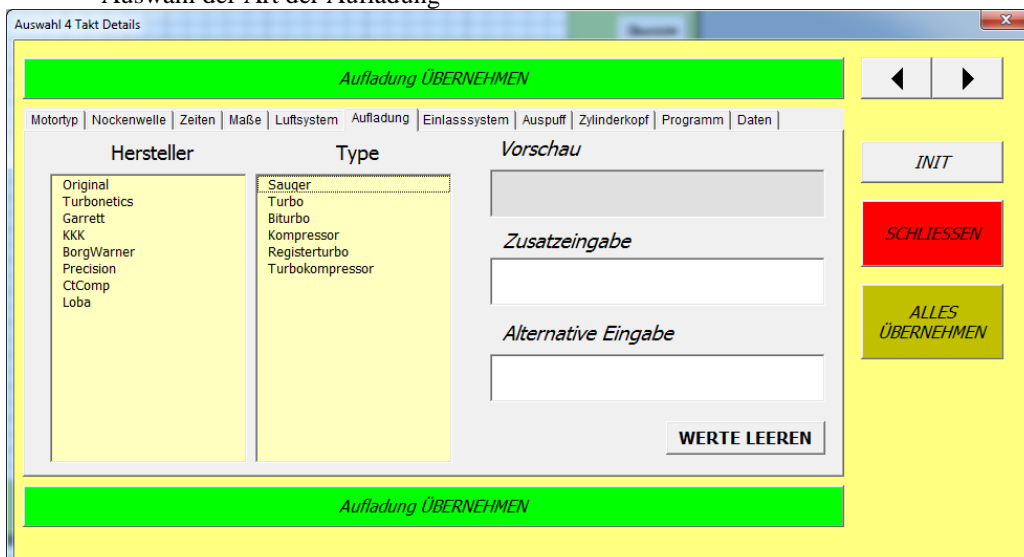 Auswahl der Art der Aufladung
Auswahl 4 Takt Details
Aufladung ÜBERNEHMEN
Motortyp Nockenwelle Zeiten Maße Luftsystem Aufladung Einlasssystem Auspuff Zylinderkopf Programm Daten
Hersteller
Original
Turbonetics
Garrett
KKK
BorgWarner
Precision
CtComp
Loba
Type
Sauger
Turbo
Biturbo
Kompressor
Registerturbo
Turbokompressor
Vorschau
Zusatzeingabe
Alternative Eingabe
WERTE LEEREN
INIT
SCHLIESSEN
ALLES
ÜBERNEHMEN
Aufladung ÜBERNEHMEN